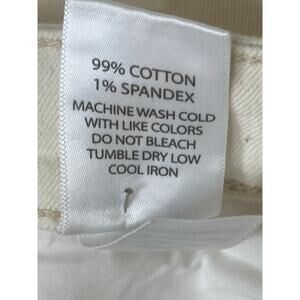 99% COTTON
1% SPANDEX
MACHINE WASH COLD
WITH LIKE COLORS
DO NOT BLEACH
TUMBLE DRY LOW
COOL IRON